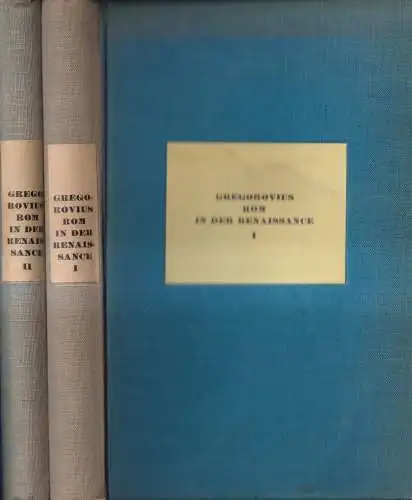 GREGO
ROVIUS
ROM
IN DER
RENAIS
SANCE
II
GREGO-
ROVIUS
ROM
IN DER
RENAIS-
SANCE
I
GREGOROVIUS
ROM
IN DER RENAISSANCE
I